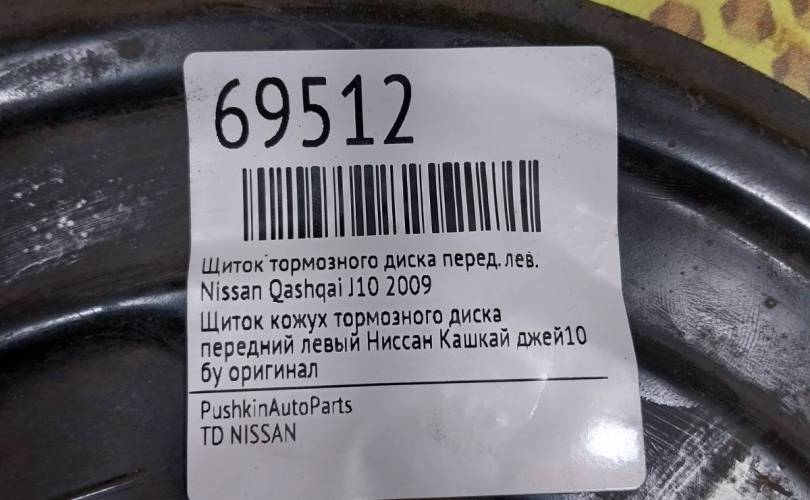 69512
Щиток тормозного диска перед. лев.
Nissan Qashqai J10 2009
Щиток кожух тормозного диска
передний левый Ниссан Кашкай джей10
бу оригинал
PushkinAutoParts
TD NISSAN